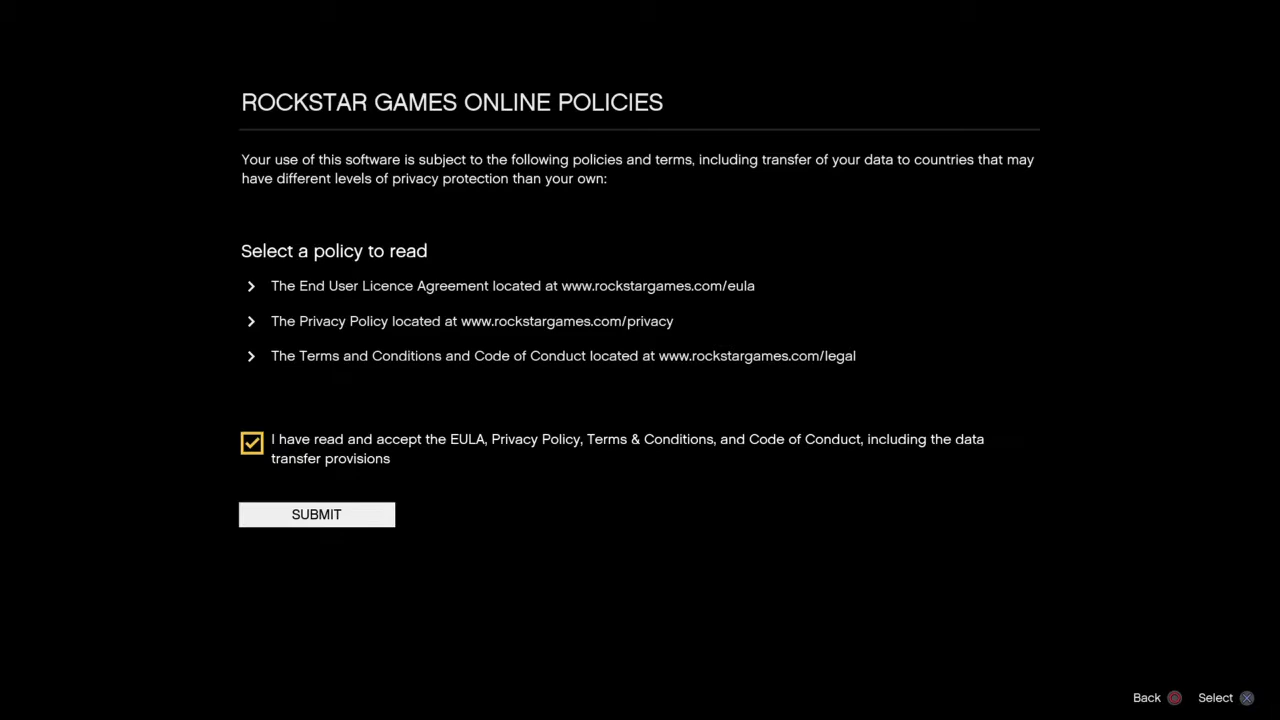 ROCKSTAR GAMES ONLINE POLICIES
Your use of this software is subject to the following policies and terms, including transfer of your data to countries that may
have different levels of privacy protection than your own:
Select a policy to read
The End User Licence Agreement located at www.rockstargames.com/eula
The Privacy Policy located at www.rockstargames.com/privacy
The Terms and Conditions and Code of Conduct located at www.rockstargames.com/legal
I have read and accept the EULA, Privacy Policy, Terms & Conditions, and Code of Conduct, including the data
transfer provisions
SUBMIT
Back Select